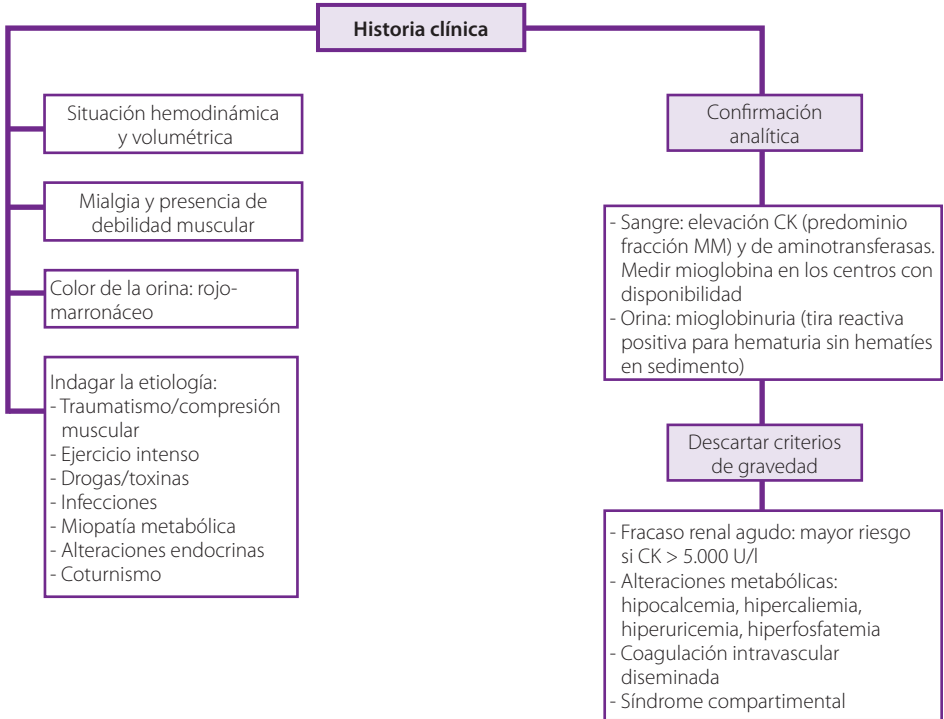 Historia clínica
Situación hemodinámica
y volumétrica
Mialgia y presencia de
debilidad muscular
Color de la orina: rojo-
marronáceo
Indagar la etiología:
- Traumatismo/compresión
muscular
- Ejercicio intenso
- Drogas/toxinas
- Infecciones
- Miopatía metabólica
- Alteraciones endocrinas
- Coturnismo
Confirmación
analítica
- Sangre: elevación CK (predominio
fracción MM) y de aminotransferasas.
Medir mioglobina en los centros con
disponibilidad
- Orina: mioglobinuria (tira reactiva
positiva para hematuria sin hematíes
en sedimento)
Descartar criterios
de gravedad
- Fracaso renal agudo: mayor riesgo
si CK > 5.000 U/l
- Alteraciones metabólicas:
hipocalcemia, hipercaliemia,
hiperuricemia, hiperfosfatemia
- Coagulación intravascular
diseminada
- Síndrome compartimental